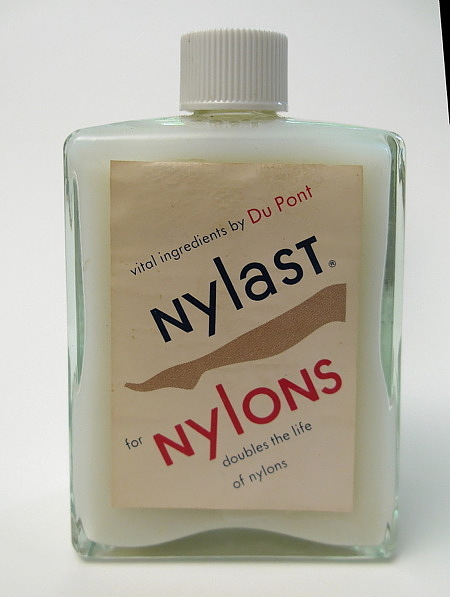 vital ingredients by Du Pont
Nylast®
for Nylons
doubles the life
of nylons